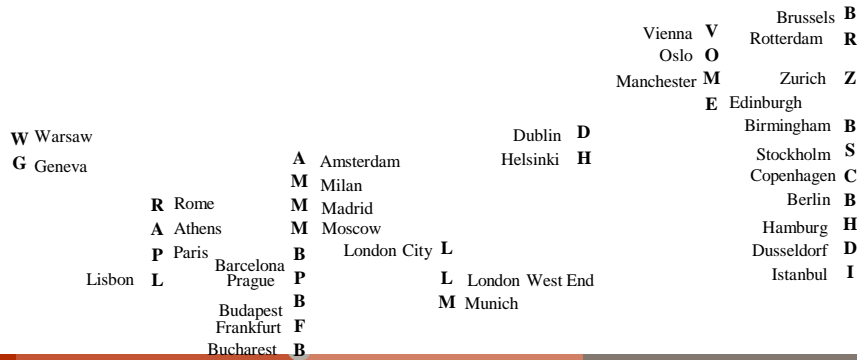 W Warsaw
G Geneva
R Rome
A Athens
P Paris
Lisbon L
A Amsterdam
M Milan
M Madrid
M Moscow
Barcelona B
Prague P
Budapest B
Frankfurt F
Bucharest B
London City L
L London West End
M Munich
Dublin D
Helsinki H
Vienna V
Oslo O
Manchester M
E Edinburgh
Brussels B
Rotterdam R
Zurich Z
Birmingham B
Stockholm S
Copenhagen C
Berlin B
Hamburg H
Dusseldorf D
Istanbul I